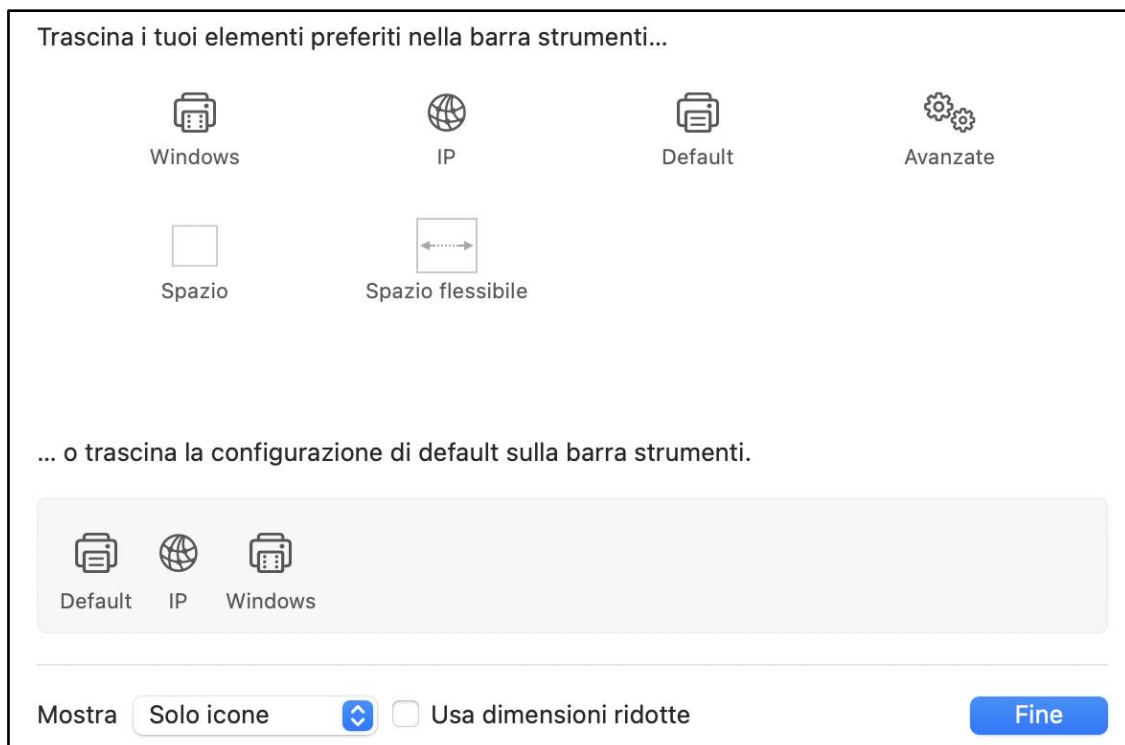 Trascina i tuoi elementi preferiti nella barra strumenti...
Windows
IP
Default
Avanzate
Spazio
Spazio flessibile
... o trascina la configurazione di default sulla barra strumenti.
Default
IP
Windows
Mostra
Solo icone
Usa dimensioni ridotte
Fine